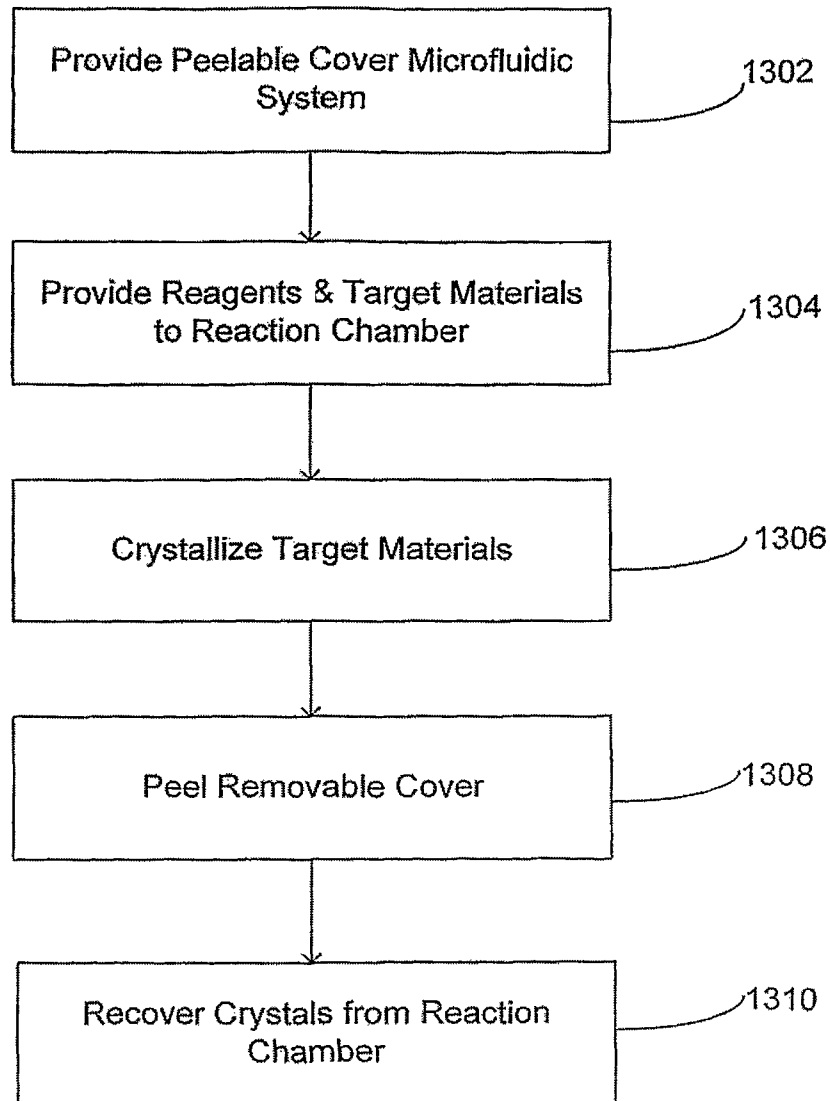 Provide Peelable Cover Microfluidic
System
1302
Provide Reagents & Target Materials
to Reaction Chamber
1304
Crystallize Target Materials
1306
Peel Removable Cover
1308
Recover Crystals from Reaction
Chamber
1310